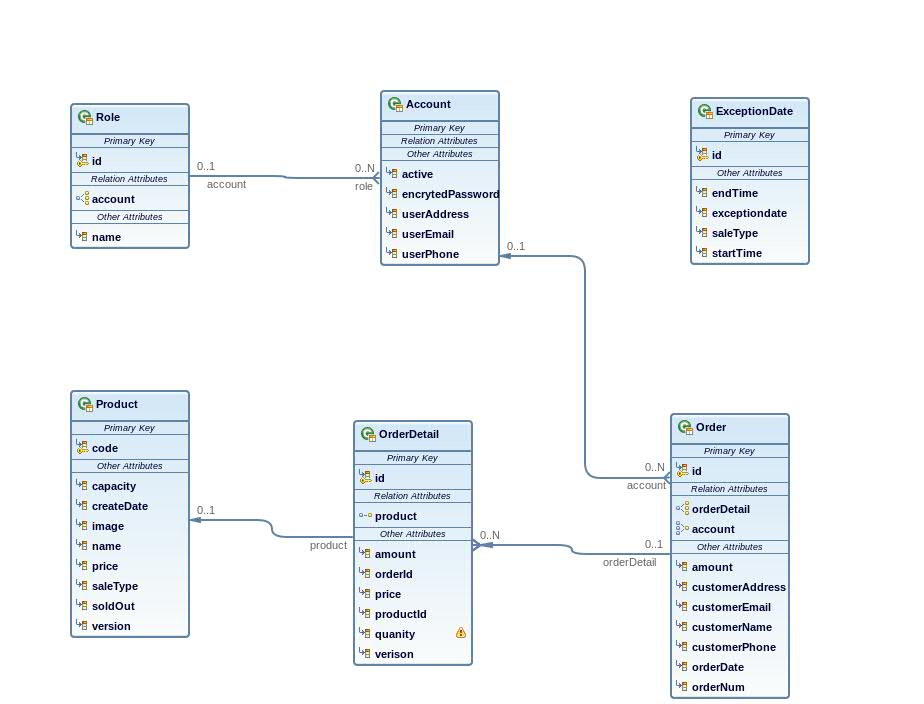 Role
Primary Key
id
Relation Attributes
account
Other Attributes
name
0..1
account
0..N
role
Account
Primary Key
Relation Attributes
Other Attributes
active
encrytedPassword
userAddress
userEmail
userPhone
0..1
ExceptionDate
Primary Key
id
Other Attributes
endTime
exceptiondate
saleType
startTime
Product
Primary Key
code
Other Attributes
capacity
createDate
image
name
price
saleType
soldOut
version
0..1
product
OrderDetail
Primary Key
id
Relation Attributes
product
Other Attributes
amount
orderId
price
productId
quanity
verison
0..N
0..1
orderDetail
0..N
account
Order
Primary Key
id
Relation Attributes
orderDetail
account
Other Attributes
amount
customerAddress
customerEmail
customerName
customerPhone
orderDate
orderNum